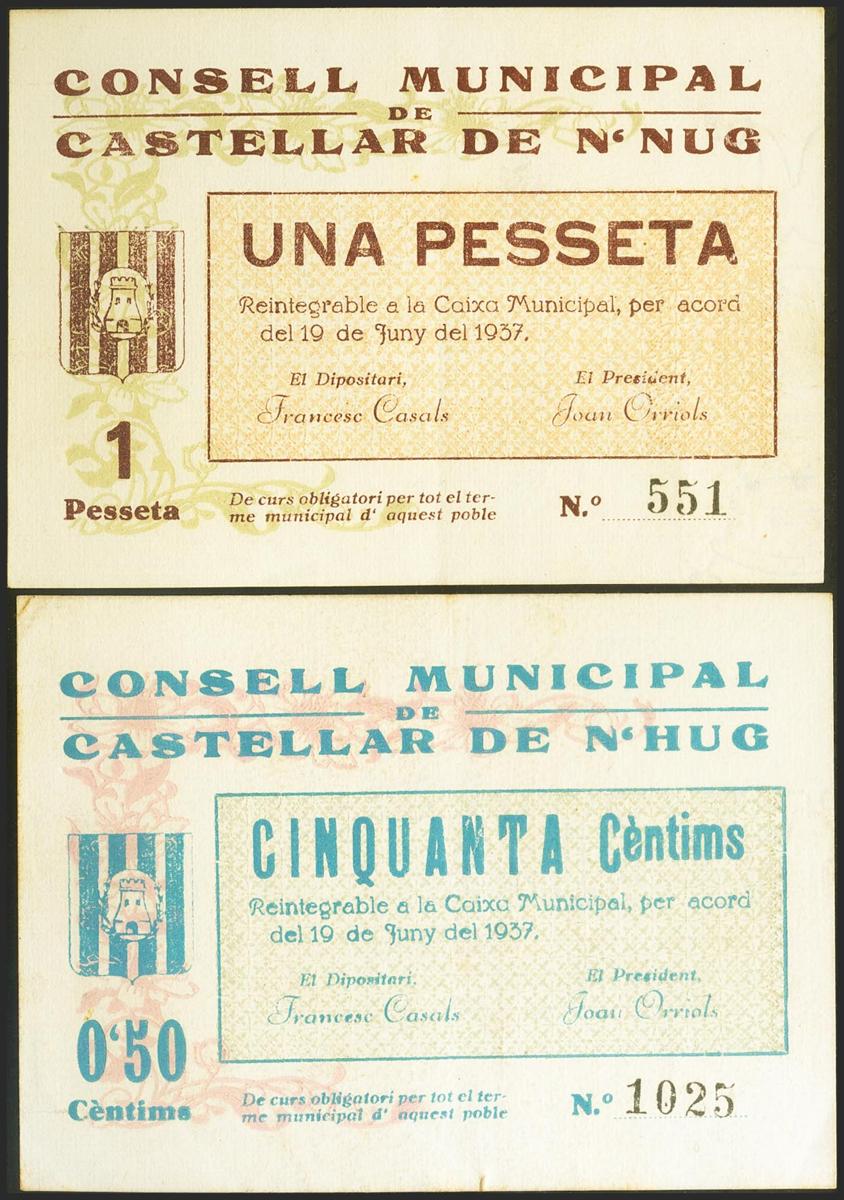 CONSELL MUNICIPAL
DE
CASTELLAR DE N'NUG
UNA PESSETA
Reintegrable a la Caixa Municipal, per acord
del 19 de Juny del 1937.
El Dipositari,
El President,
Francesc Casals
Joan Orriols
1
Pesseta
De curs obligatori per tot el ter-
me municipal d' aquest poble
N.º 551
CONSELL MUNICIPAL
DE
CASTELLAR DE N'HUG
CINQUANTA Cèntims
Reintegrable a la Caixa Municipal, per acord
del 19 de Juny del 1937.
El Dipositari,
El President,
Francesc Casals
Joan Orriols
0'50
Cèntims
De curs obligatori per tot el ter-
me municipal d' aquest poble
N.º 1025